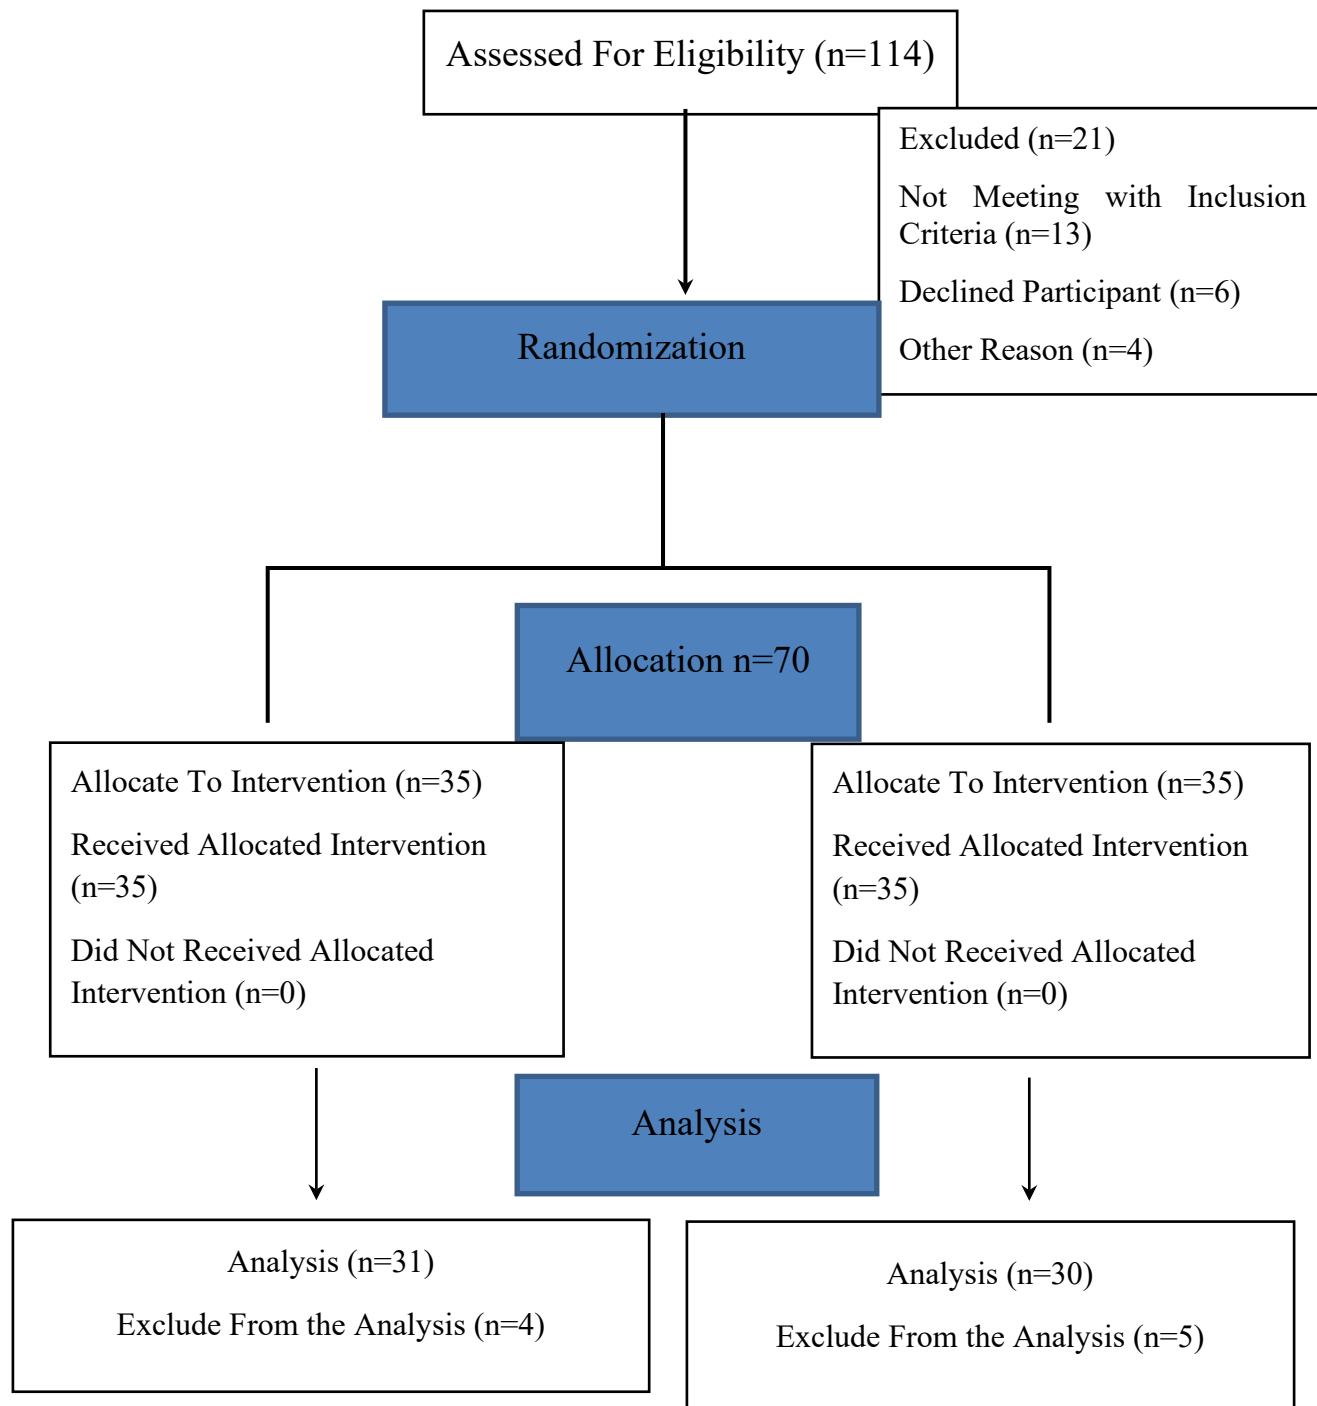 Assessed For Eligibility (n=114)
Excluded (n=21)
Not Meeting with Inclusion
Criteria (n=13)
Declined Participant (n=6)
Other Reason (n=4)
Randomization
Allocation n=70
Allocate To Intervention (n=35)
Received Allocated Intervention
(n=35)
Did Not Received Allocated
Intervention (n=0)
Allocate To Intervention (n=35)
Received Allocated Intervention
(n=35)
Did Not Received Allocated
Intervention (n=0)
Analysis
Analysis (n=31)
Exclude From the Analysis (n=4)
Analysis (n=30)
Exclude From the Analysis (n=5)